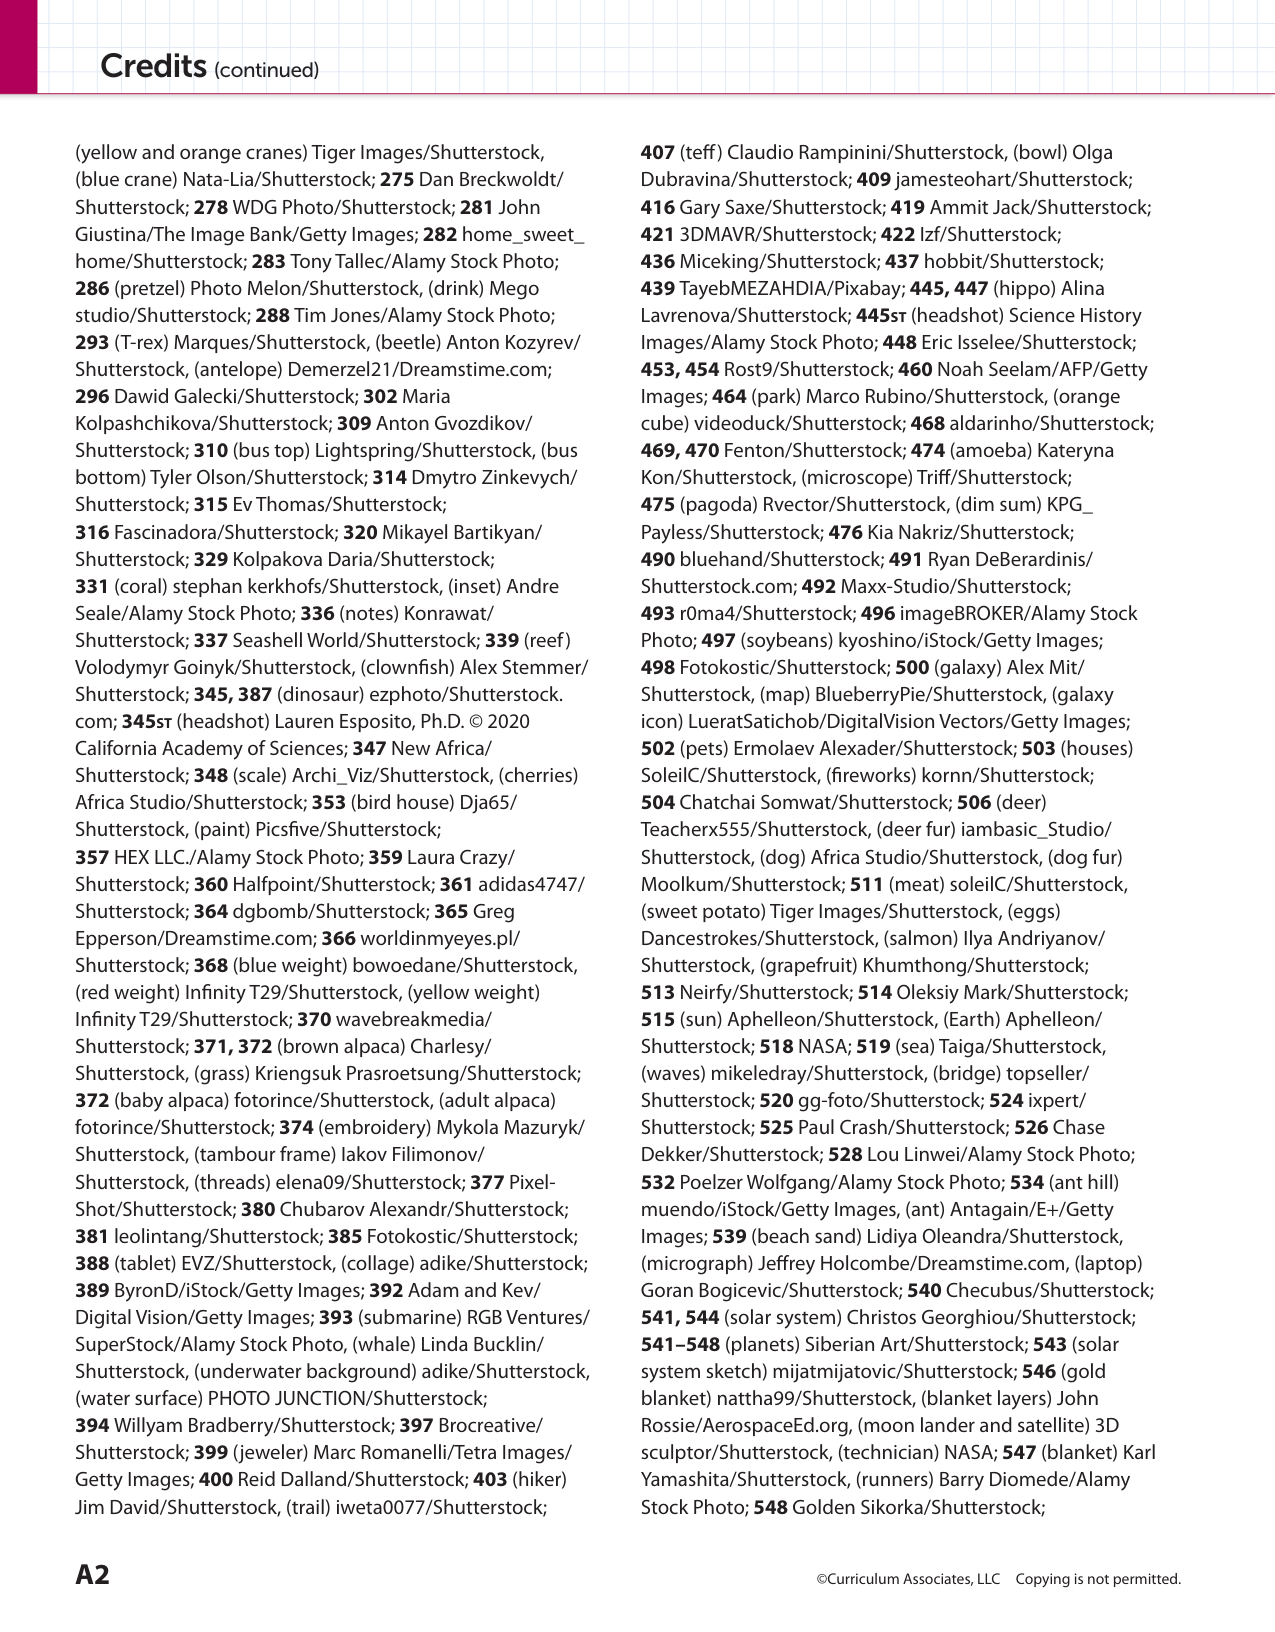 Credits (continued)
(yellow and orange cranes) Tiger Images/Shutterstock,
(blue crane) Nata-Lia/Shutterstock; 275 Dan Breckwoldt/
Shutterstock; 278 WDG Photo/Shutterstock; 281 John
Giustina/The Image Bank/Getty Images; 282 home_sweet_
home/Shutterstock; 283 Tony Tallec/Alamy Stock Photo;
286 (pretzel) Photo Melon/Shutterstock, (drink) Mego
studio/Shutterstock; 288 Tim Jones/Alamy Stock Photo;
293 (T-rex) Marques/Shutterstock, (beetle) Anton Kozyrev/
Shutterstock, (antelope) Demerzel21/Dreamstime.com;
296 Dawid Galecki/Shutterstock; 302 Maria
Kolpashchikova/Shutterstock; 309 Anton Gvozdikov/
Shutterstock; 310 (bus top) Lightspring/Shutterstock, (bus
bottom) Tyler Olson/Shutterstock; 314 Dmytro Zinkevych/
Shutterstock; 315 Ev Thomas/Shutterstock;
316 Fascinadora/Shutterstock; 320 Mikayel Bartikyan/
Shutterstock; 329 Kolpakova Daria/Shutterstock;
331 (coral) stephan kerkhofs/Shutterstock, (inset) Andre
Seale/Alamy Stock Photo; 336 (notes) Konrawat/
Shutterstock; 337 Seashell World/Shutterstock; 339 (reef)
Volodymyr Goinyk/Shutterstock, (clownfish) Alex Stemmer/
Shutterstock; 345, 387 (dinosaur) ezphoto/Shutterstock.
com; 345ST (headshot) Lauren Esposito, Ph.D. © 2020
California Academy of Sciences; 347 New Africa/
Shutterstock; 348 (scale) Archi_Viz/Shutterstock, (cherries)
Africa Studio/Shutterstock; 353 (bird house) Dja65/
Shutterstock, (paint) Picsfive/Shutterstock;
357 HEX LLC./Alamy Stock Photo; 359 Laura Crazy/
Shutterstock; 360 Halfpoint/Shutterstock; 361 adidas4747/
Shutterstock; 364 dgbomb/Shutterstock; 365 Greg
Epperson/Dreamstime.com; 366 worldinmyeyes.pl/
Shutterstock; 368 (blue weight) bowoedane/Shutterstock,
(red weight) Infinity T29/Shutterstock, (yellow weight)
Infinity T29/Shutterstock; 370 wavebreakmedia/
Shutterstock; 371, 372 (brown alpaca) Charlesy/
Shutterstock, (grass) Kriengsuk Prasroetsung/Shutterstock;
372 (baby alpaca) fotorince/Shutterstock, (adult alpaca)
fotorince/Shutterstock; 374 (embroidery) Mykola Mazuryk/
Shutterstock, (tambour frame) Iakov Filimonov/
Shutterstock, (threads) elena09/Shutterstock; 377 Pixel-
Shot/Shutterstock; 380 Chubarov Alexandr/Shutterstock;
381 leolintang/Shutterstock; 385 Fotokostic/Shutterstock;
388 (tablet) EVZ/Shutterstock, (collage) adike/Shutterstock;
389 ByronD/iStock/Getty Images; 392 Adam and Kev/
Digital Vision/Getty Images; 393 (submarine) RGB Ventures/
SuperStock/Alamy Stock Photo, (whale) Linda Bucklin/
Shutterstock, (underwater background) adike/Shutterstock,
(water surface) PHOTO JUNCTION/Shutterstock;
394 Willyam Bradberry/Shutterstock; 397 Brocreative/
Shutterstock; 399 (jeweler) Marc Romanelli/Tetra Images/
Getty Images; 400 Reid Dalland/Shutterstock; 403 (hiker)
Jim David/Shutterstock, (trail) iweta0077/Shutterstock;
407 (teff) Claudio Rampinini/Shutterstock, (bowl) Olga
Dubravina/Shutterstock; 409 jamesteohart/Shutterstock;
416 Gary Saxe/Shutterstock; 419 Ammit Jack/Shutterstock;
421 3DMAVR/Shutterstock; 422 Izf/Shutterstock;
436 Miceking/Shutterstock; 437 hobbit/Shutterstock;
439 TayebMEZAHDIA/Pixabay; 445, 447 (hippo) Alina
Lavrenova/Shutterstock; 445ST (headshot) Science History
Images/Alamy Stock Photo; 448 Eric Isselee/Shutterstock;
453, 454 Rost9/Shutterstock; 460 Noah Seelam/AFP/Getty
Images; 464 (park) Marco Rubino/Shutterstock, (orange
cube) videoduck/Shutterstock; 468 aldarinho/Shutterstock;
469, 470 Fenton/Shutterstock; 474 (amoeba) Kateryna
Kon/Shutterstock, (microscope) Triff/Shutterstock;
475 (pagoda) Rvector/Shutterstock, (dim sum) KPG_
Payless/Shutterstock; 476 Kia Nakriz/Shutterstock;
490 bluehand/Shutterstock; 491 Ryan DeBerardinis/
Shutterstock.com; 492 Maxx-Studio/Shutterstock;
493 r0ma4/Shutterstock; 496 imageBROKER/Alamy Stock
Photo; 497 (soybeans) kyoshino/iStock/Getty Images;
498 Fotokostic/Shutterstock; 500 (galaxy) Alex Mit/
Shutterstock, (map) BlueberryPie/Shutterstock, (galaxy
icon) LueratSatichob/DigitalVision Vectors/Getty Images;
502 (pets) Ermolaev Alexader/Shutterstock; 503 (houses)
SoleilC/Shutterstock, (fireworks) kornn/Shutterstock;
504 Chatchai Somwat/Shutterstock; 506 (deer)
Teacherx555/Shutterstock, (deer fur) iambasic_Studio/
Shutterstock, (dog) Africa Studio/Shutterstock, (dog fur)
Moolkum/Shutterstock; 511 (meat) soleilC/Shutterstock,
(sweet potato) Tiger Images/Shutterstock, (eggs)
Dancestrokes/Shutterstock, (salmon) Ilya Andriyanov/
Shutterstock, (grapefruit) Khumthong/Shutterstock;
513 Neirfy/Shutterstock; 514 Oleksiy Mark/Shutterstock;
515 (sun) Aphelleon/Shutterstock, (Earth) Aphelleon/
Shutterstock; 518 NASA; 519 (sea) Taiga/Shutterstock,
(waves) mikeledray/Shutterstock, (bridge) topseller/
Shutterstock; 520 gg-foto/Shutterstock; 524 ixpert/
Shutterstock; 525 Paul Crash/Shutterstock; 526 Chase
Dekker/Shutterstock; 528 Lou Linwei/Alamy Stock Photo;
532 Poelzer Wolfgang/Alamy Stock Photo; 534 (ant hill)
muendo/iStock/Getty Images, (ant) Antagain/E+/Getty
Images; 539 (beach sand) Lidiya Oleandra/Shutterstock,
(micrograph) Jeffrey Holcombe/Dreamstime.com, (laptop)
Goran Bogicevic/Shutterstock; 540 Checubus/Shutterstock;
541, 544 (solar system) Christos Georghiou/Shutterstock;
541–548 (planets) Siberian Art/Shutterstock; 543 (solar
system sketch) mijatmijatovic/Shutterstock; 546 (gold
blanket) nattha99/Shutterstock, (blanket layers) John
Rossie/AerospaceEd.org, (moon lander and satellite) 3D
sculptor/Shutterstock, (technician) NASA; 547 (blanket) Karl
Yamashita/Shutterstock, (runners) Barry Diomede/Alamy
Stock Photo; 548 Golden Sikorka/Shutterstock;
A2
©Curriculum Associates, LLC Copying is not permitted.